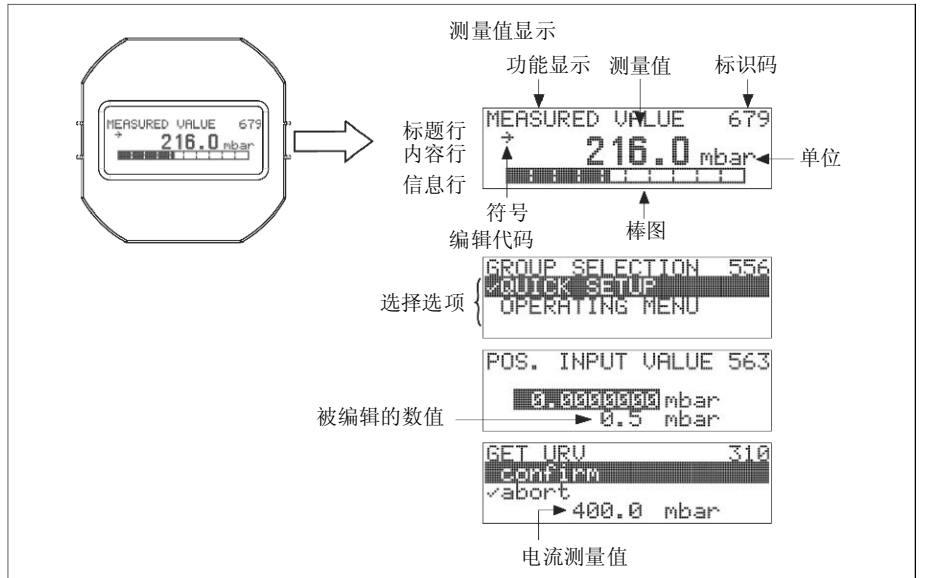 测量值显示
功能显示 测量值 标识码
MEASURED VALUE 679
216.0 mbar
标题行
内容行
信息行
MEASURED VALUE 679
216.0 mbar
单位
符号
棒图
编辑代码
GROUP SELECTION 556
✓QUICK SETUP
OPERATING MENU
选择选项
POS. INPUT VALUE 563
0.0000000 mbar
0.5 mbar
被编辑的数值
GET URV 310
confirm
✓abort
400.0 mbar
电流测量值